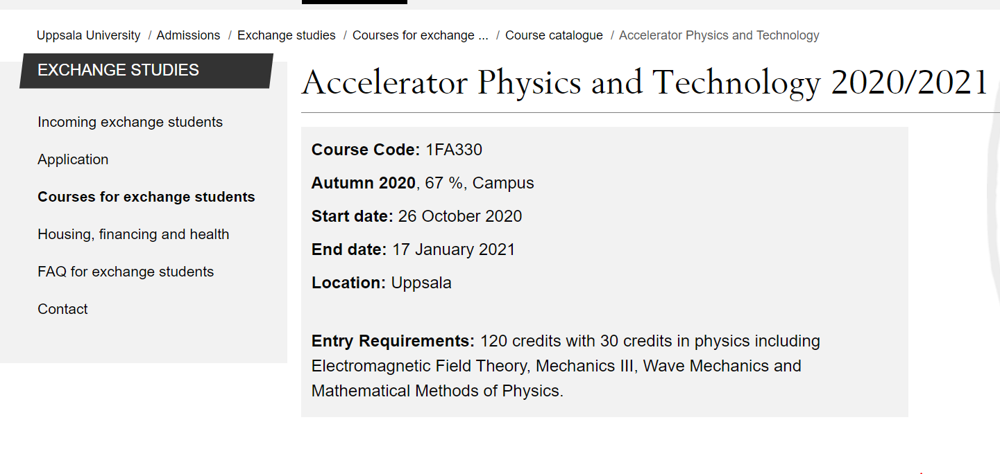 Uppsala University / Admissions / Exchange studies / Courses for exchange ... / Course catalogue / Accelerator Physics and Technology
EXCHANGE STUDIES
Incoming exchange students
Application
Courses for exchange students
Housing, financing and health
FAQ for exchange students
Contact
Accelerator Physics and Technology 2020/2021
Course Code: 1FA330
Autumn 2020, 67 %, Campus
Start date: 26 October 2020
End date: 17 January 2021
Location: Uppsala
Entry Requirements: 120 credits with 30 credits in physics including
Electromagnetic Field Theory, Mechanics III, Wave Mechanics and
Mathematical Methods of Physics.